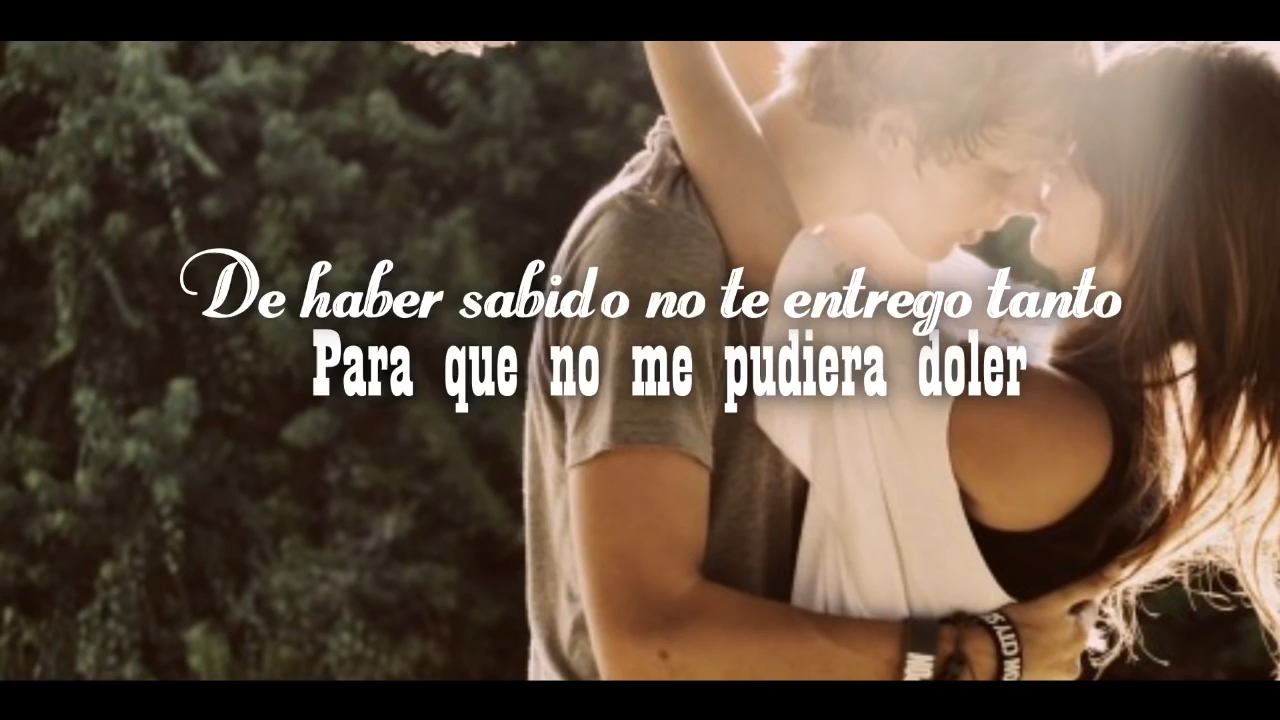 De haber sabido no te entrego tanto
Para que no me pudiera doler